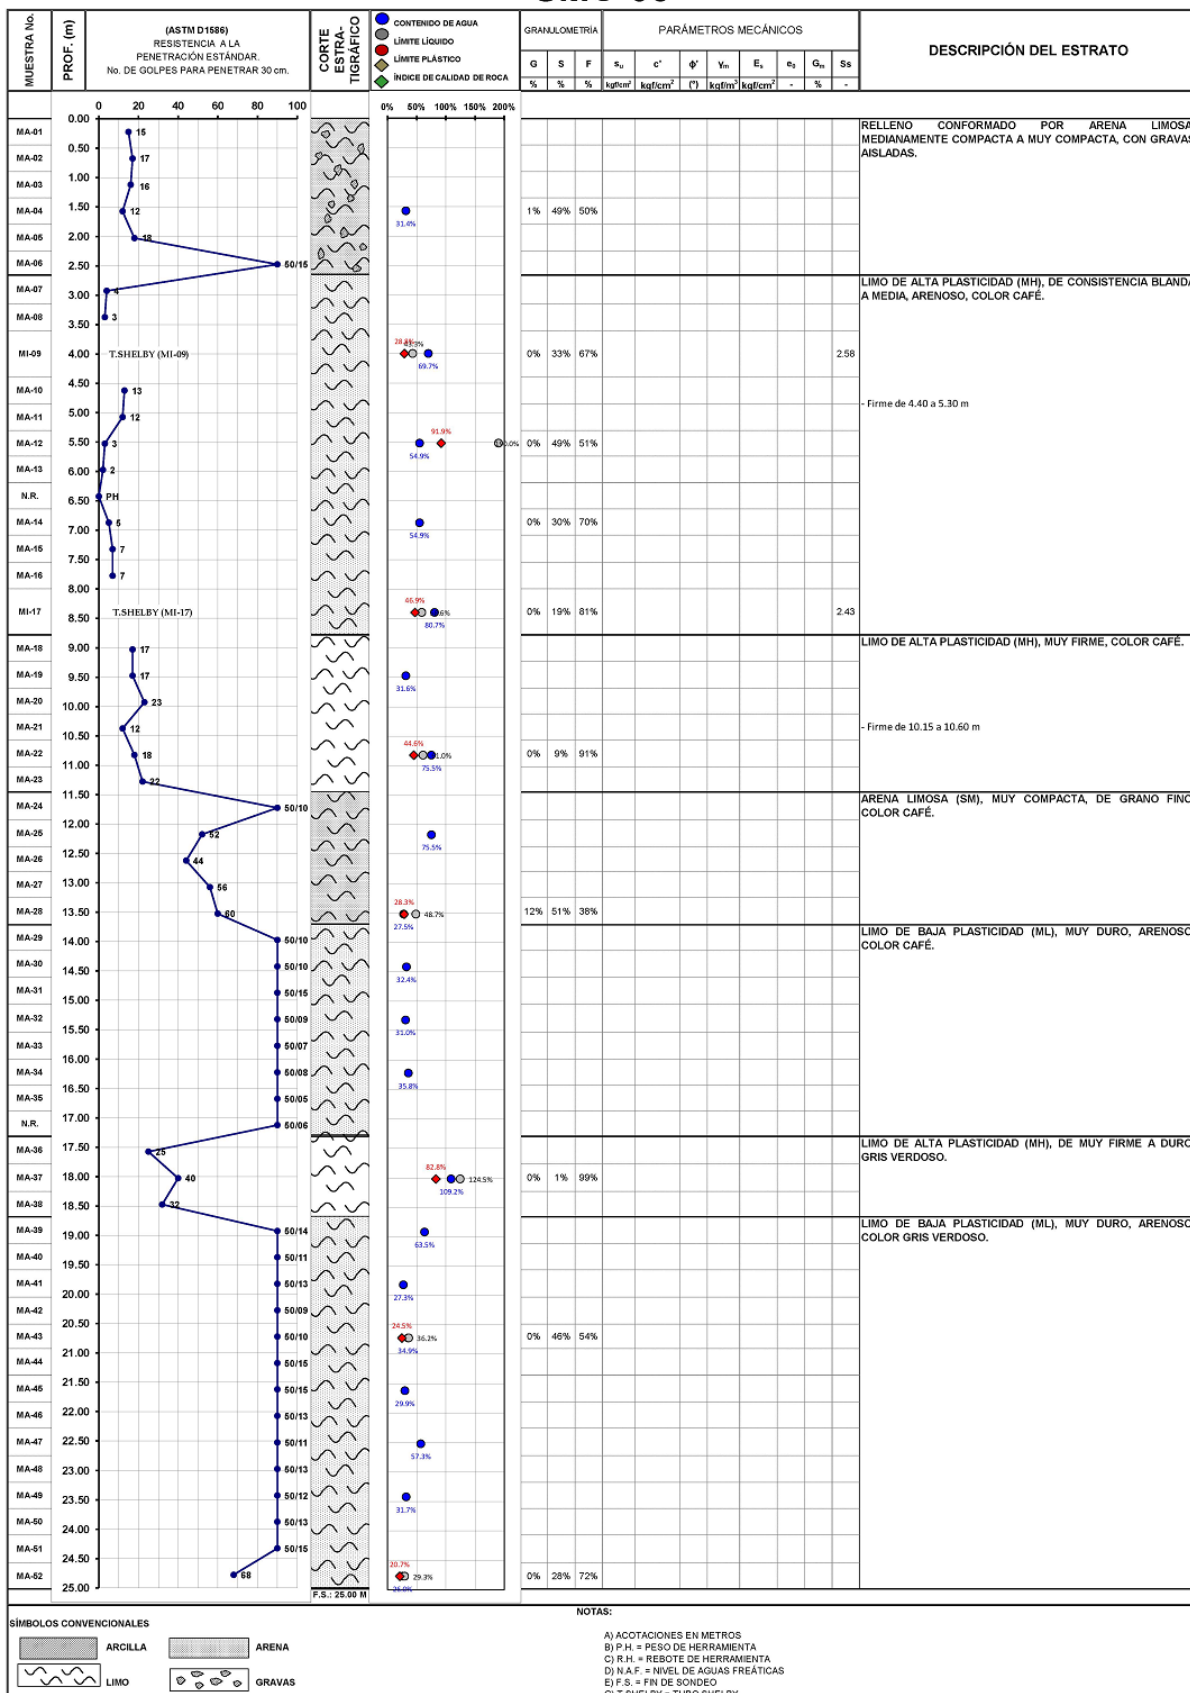 MUESTRA No.
PROF. (m)
(ASTM D1586)
RESISTENCIA A LA
PENETRACIÓN ESTÁNDAR.
No. DE GOLPES PARA PENETRAR 30 cm.
CORTE
ESTRA-
TIGRÁFICO
CONTENIDO DE AGUA
LÍMITE LÍQUIDO
LÍMITE PLÁSTICO
ÍNDICE DE CALIDAD DE ROCA
GRANULOMETRÍA
PARÁMETROS MECÁNICOS
DESCRIPCIÓN DEL ESTRATO
G S F su c' ϕ' γm Es e0 Gm Ss
% % % kgf/cm² kgf/cm² (°) kgf/m³ kgf/cm² - % -
0 20 40 60 80 100
0% 50% 100% 150% 200%
0.00
MA-01 15
RELLENO CONFORMADO POR ARENA LIMOSA
MEDIANAMENTE COMPACTA A MUY COMPACTA, CON GRAVAS
AISLADAS.
0.50
MA-02 17
1.00
MA-03 16
1.50
MA-04 12 31.4% 1% 49% 50%
2.00
MA-05 18
MA-06 50/15
2.50
MA-07 4
LIMO DE ALTA PLASTICIDAD (MH), DE CONSISTENCIA BLANDA
A MEDIA, ARENOSO, COLOR CAFÉ.
3.00
MA-08 3
3.50
MI-09 T.SHELBY (MI-09) 43.3% 69.7% 0% 33% 67% 2.58
4.00
4.50
MA-10 13
- Firme de 4.40 a 5.30 m
5.00
MA-11 12
5.50
MA-12 3 91.9% 54.9% 0% 49% 51%
MA-13 2
6.00
N.R. PH
6.50
MA-14 5 54.9% 0% 30% 70%
7.00
MA-15 7
7.50
MA-16 7
8.00
MI-17 T.SHELBY (MI-17) 46.9% 80.7% 0% 19% 81% 2.43
8.50
MA-18 17
LIMO DE ALTA PLASTICIDAD (MH), MUY FIRME, COLOR CAFÉ.
9.00
MA-19 17 31.6%
9.50
MA-20 23
10.00
MA-21 12
- Firme de 10.15 a 10.60 m
10.50
MA-22 18 44.6% 75.5% 0% 9% 91%
11.00
MA-23 22
11.50
MA-24 50/10
ARENA LIMOSA (SM), MUY COMPACTA, DE GRANO FINO
COLOR CAFÉ.
12.00
MA-25 52 75.5%
12.50
MA-26 44
13.00
MA-27 56
13.50
MA-28 60 28.3% 48.7% 27.5% 12% 51% 38%
MA-29 50/10
LIMO DE BAJA PLASTICIDAD (ML), MUY DURO, ARENOSO
COLOR CAFÉ.
14.00
MA-30 50/10 32.4%
14.50
MA-31 50/15
15.00
MA-32 50/09 31.0%
15.50
MA-33 50/07
16.00
MA-34 50/08 35.8%
16.50
MA-35 50/05
17.00
N.R. 50/06
MA-36 25
LIMO DE ALTA PLASTICIDAD (MH), DE MUY FIRME A DURO
GRIS VERDOSO.
17.50
MA-37 40 82.8% 124.5% 109.2% 0% 1% 99%
18.00
MA-38 32
18.50
MA-39 50/14 63.5%
LIMO DE BAJA PLASTICIDAD (ML), MUY DURO, ARENOSO
COLOR GRIS VERDOSO.
19.00
MA-40 50/11
19.50
MA-41 50/13 27.3%
20.00
MA-42 50/09
20.50
MA-43 50/10 24.5% 36.2% 34.9% 0% 46% 54%
21.00
MA-44 50/15
21.50
MA-45 50/15 29.9%
22.00
MA-46 50/13
22.50
MA-47 50/11 57.3%
23.00
MA-48 50/13
23.50
MA-49 50/12 31.7%
MA-50 50/13
24.00
MA-51 50/15
24.50
MA-52 68 20.7% 29.3% 0% 28% 72%
25.00
F.S.: 25.00 M
SÍMBOLOS CONVENCIONALES
ARCILLA
ARENA
LIMO
GRAVAS
NOTAS:
A) ACOTACIONES EN METROS
B) P.H. = PESO DE HERRAMIENTA
C) R.H. = REBOTE DE HERRAMIENTA
D) N.A.F. = NIVEL DE AGUAS FREÁTICAS
E) F.S. = FIN DE SONDEO